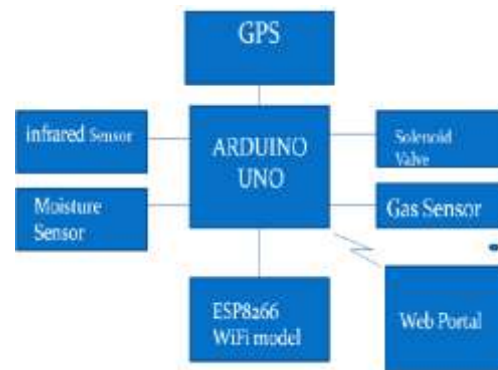 GPS
infrared Sensor
ARDUINO
UNO
Solenoid
Valve
Moisture
Sensor
Gas Sensor
ESP8266
WiFi model
Web Portal